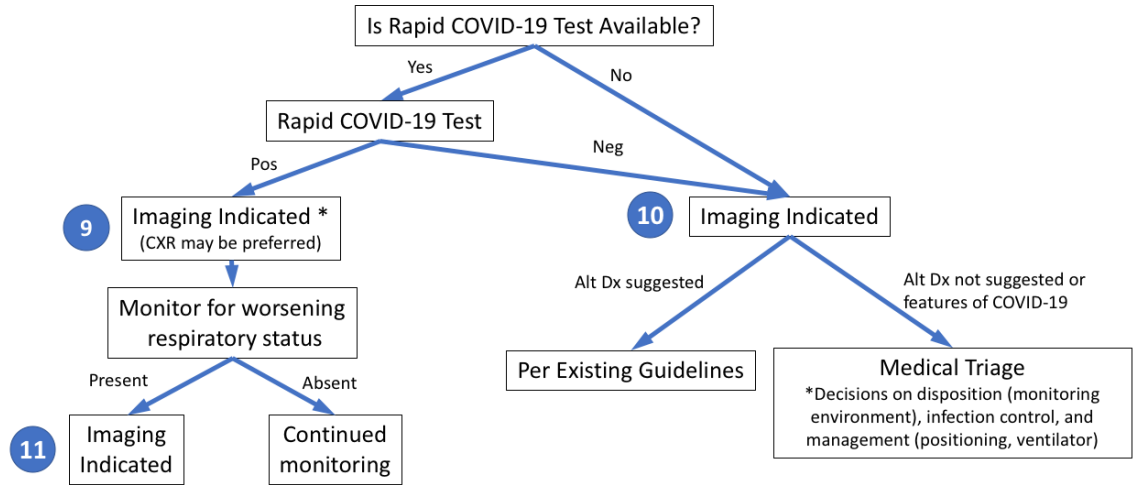 Is Rapid COVID-19 Test Available?
Yes
No
Rapid COVID-19 Test
Pos
Neg
9
Imaging Indicated *
(CXR may be preferred)
10
Imaging Indicated
Monitor for worsening
respiratory status
Alt Dx suggested
Alt Dx not suggested or
features of COVID-19
Present
Absent
Per Existing Guidelines
Medical Triage
*Decisions on disposition (monitoring
environment), infection control, and
management (positioning, ventilator)
11
Imaging
Indicated
Continued
monitoring